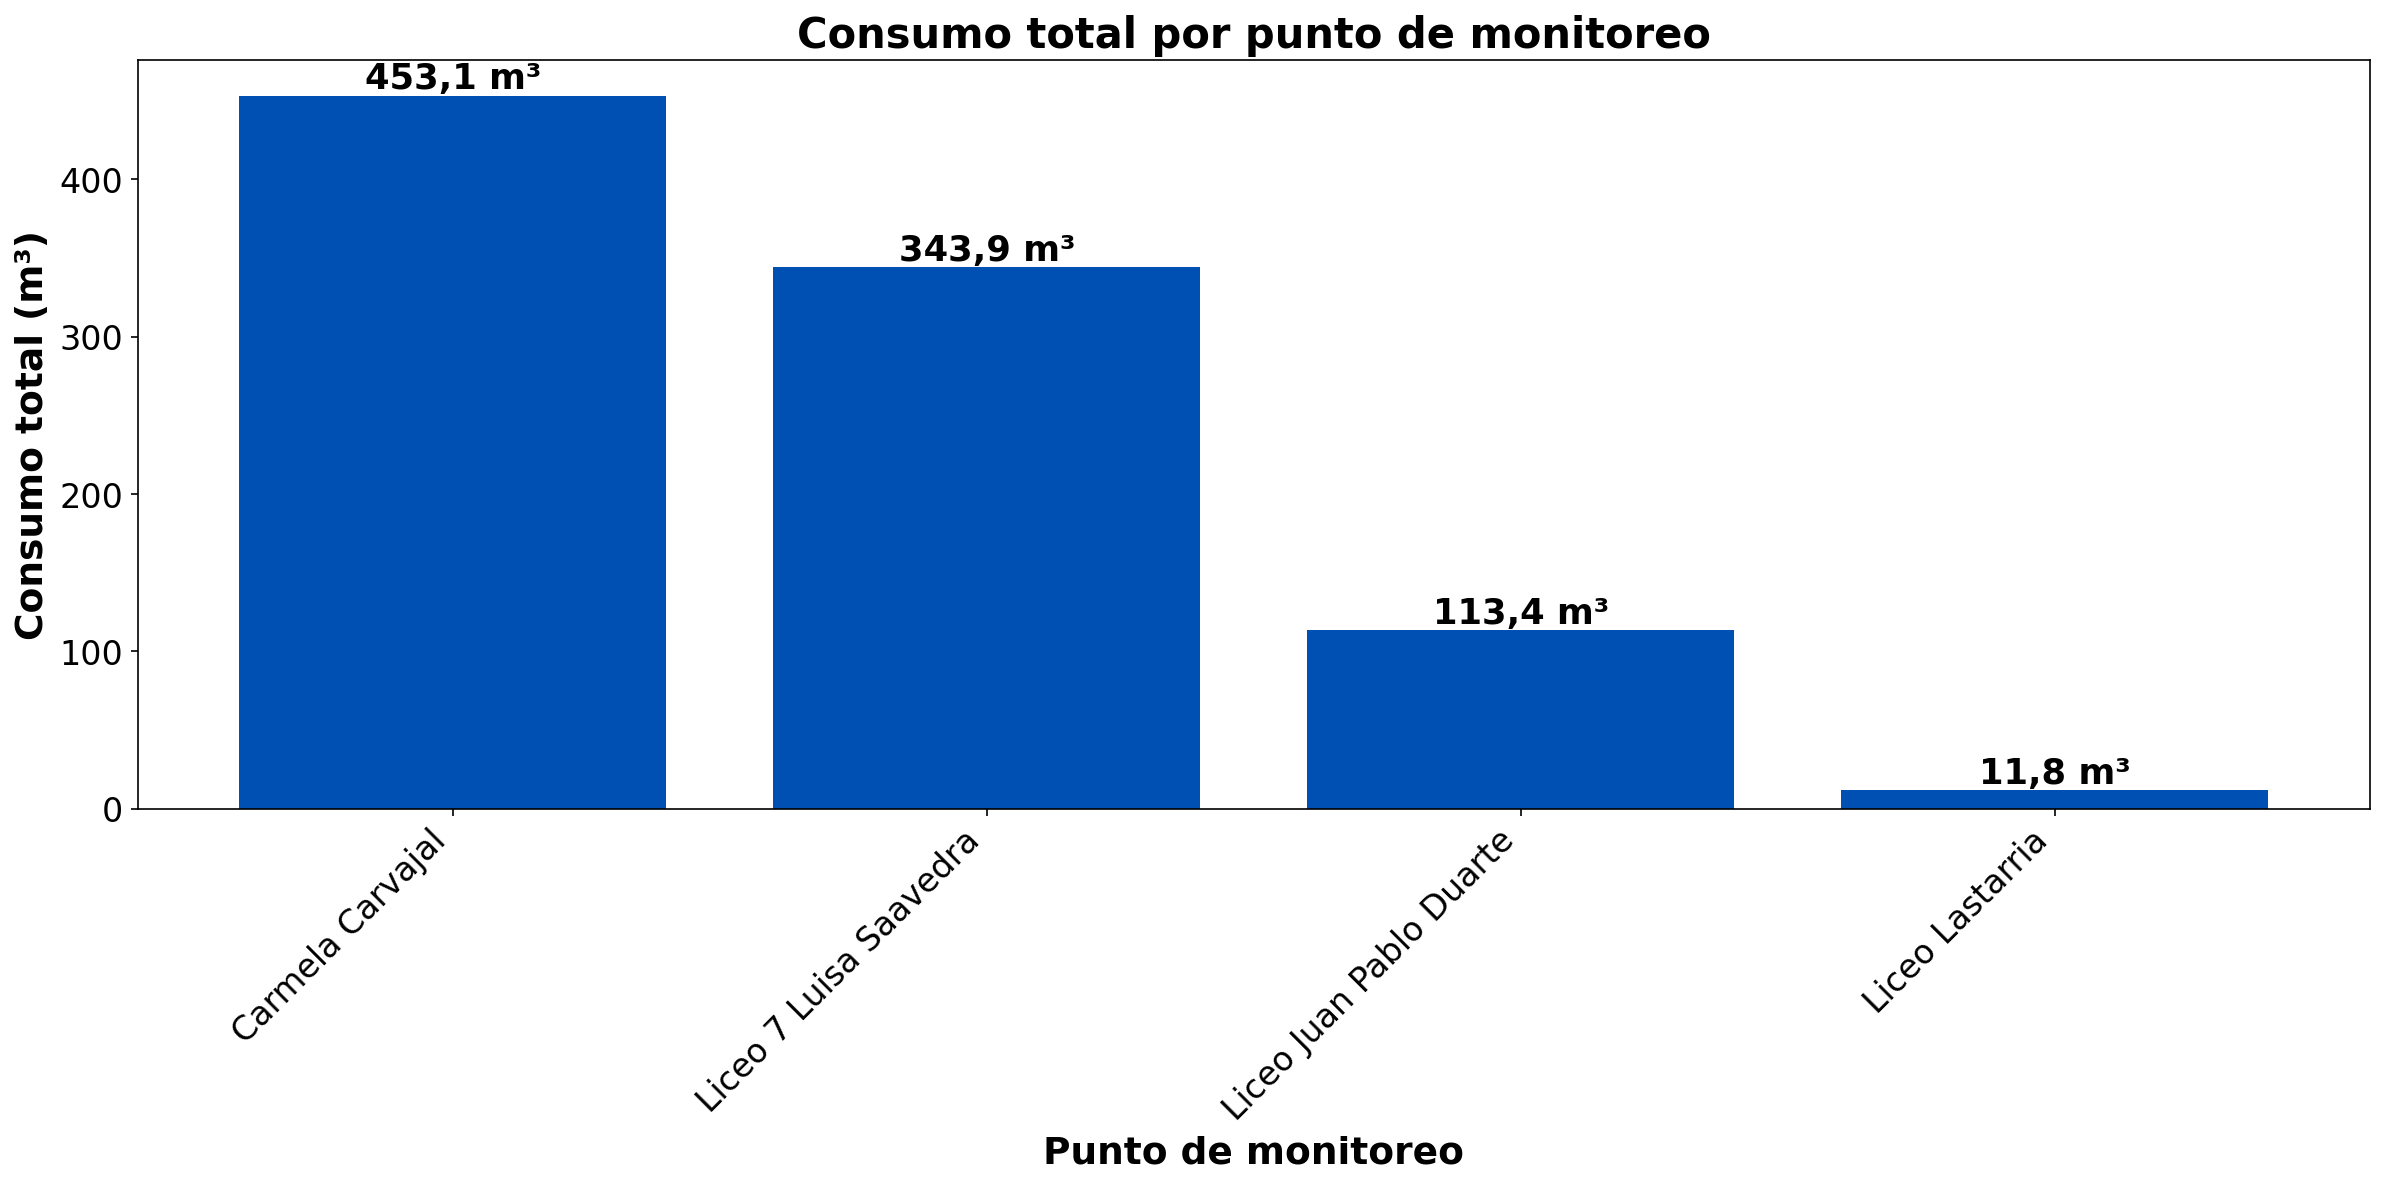 Consumo total por punto de monitoreo
Consumo total (m³)
400
300
200
100
0
453,1 m³
343,9 m³
113,4 m³
11,8 m³
Carmela Carvajal
Liceo 7 Luisa Saavedra
Liceo Juan Pablo Duarte
Liceo Lastarria
Punto de monitoreo